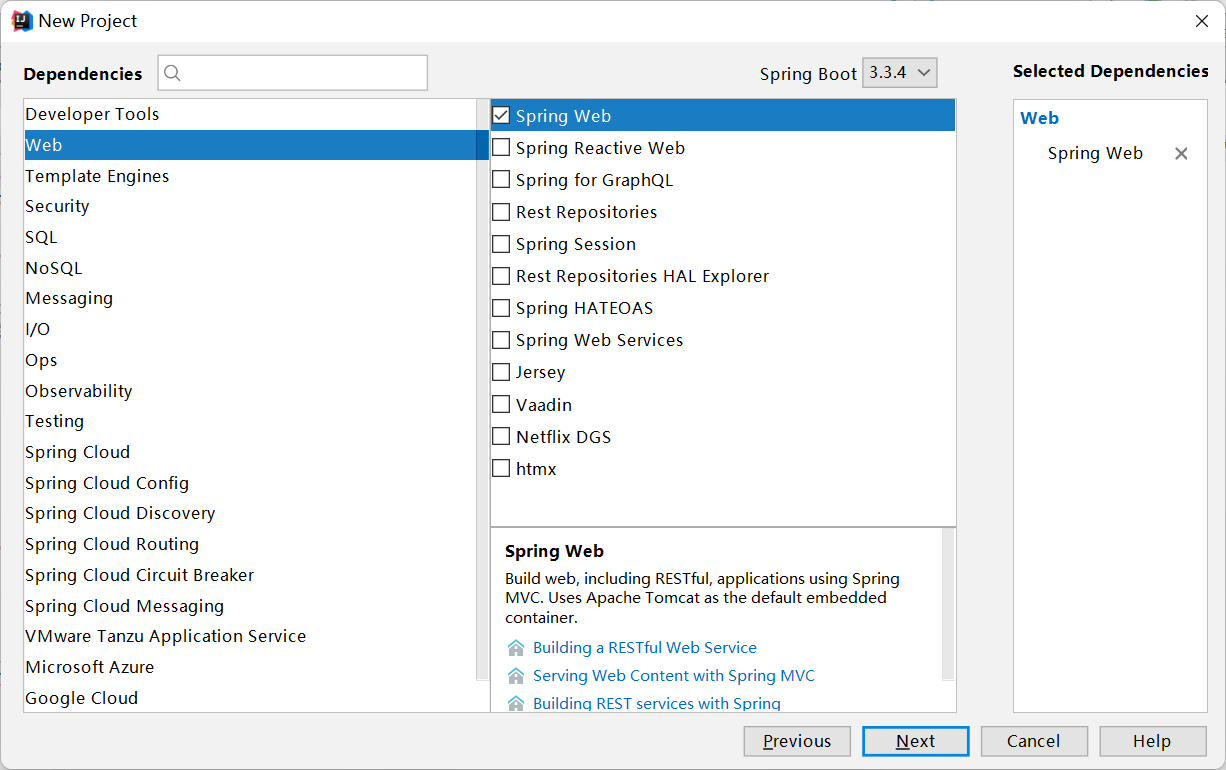 New Project
Dependencies
Spring Boot 3.3.4
Selected Dependencies
Developer Tools
Web
Template Engines
Security
SQL
NoSQL
Messaging
I/O
Ops
Observability
Testing
Spring Cloud
Spring Cloud Config
Spring Cloud Discovery
Spring Cloud Routing
Spring Cloud Circuit Breaker
Spring Cloud Messaging
VMware Tanzu Application Service
Microsoft Azure
Google Cloud
Spring Web
Spring Reactive Web
Spring for GraphQL
Rest Repositories
Spring Session
Rest Repositories HAL Explorer
Spring HATEOAS
Spring Web Services
Jersey
Vaadin
Netflix DGS
htmx
Spring Web
Build web, including RESTful, applications using Spring
MVC. Uses Apache Tomcat as the default embedded
container.
Building a RESTful Web Service
Serving Web Content with Spring MVC
Building REST services with Spring
Web
Spring Web
Previous
Next
Cancel
Help